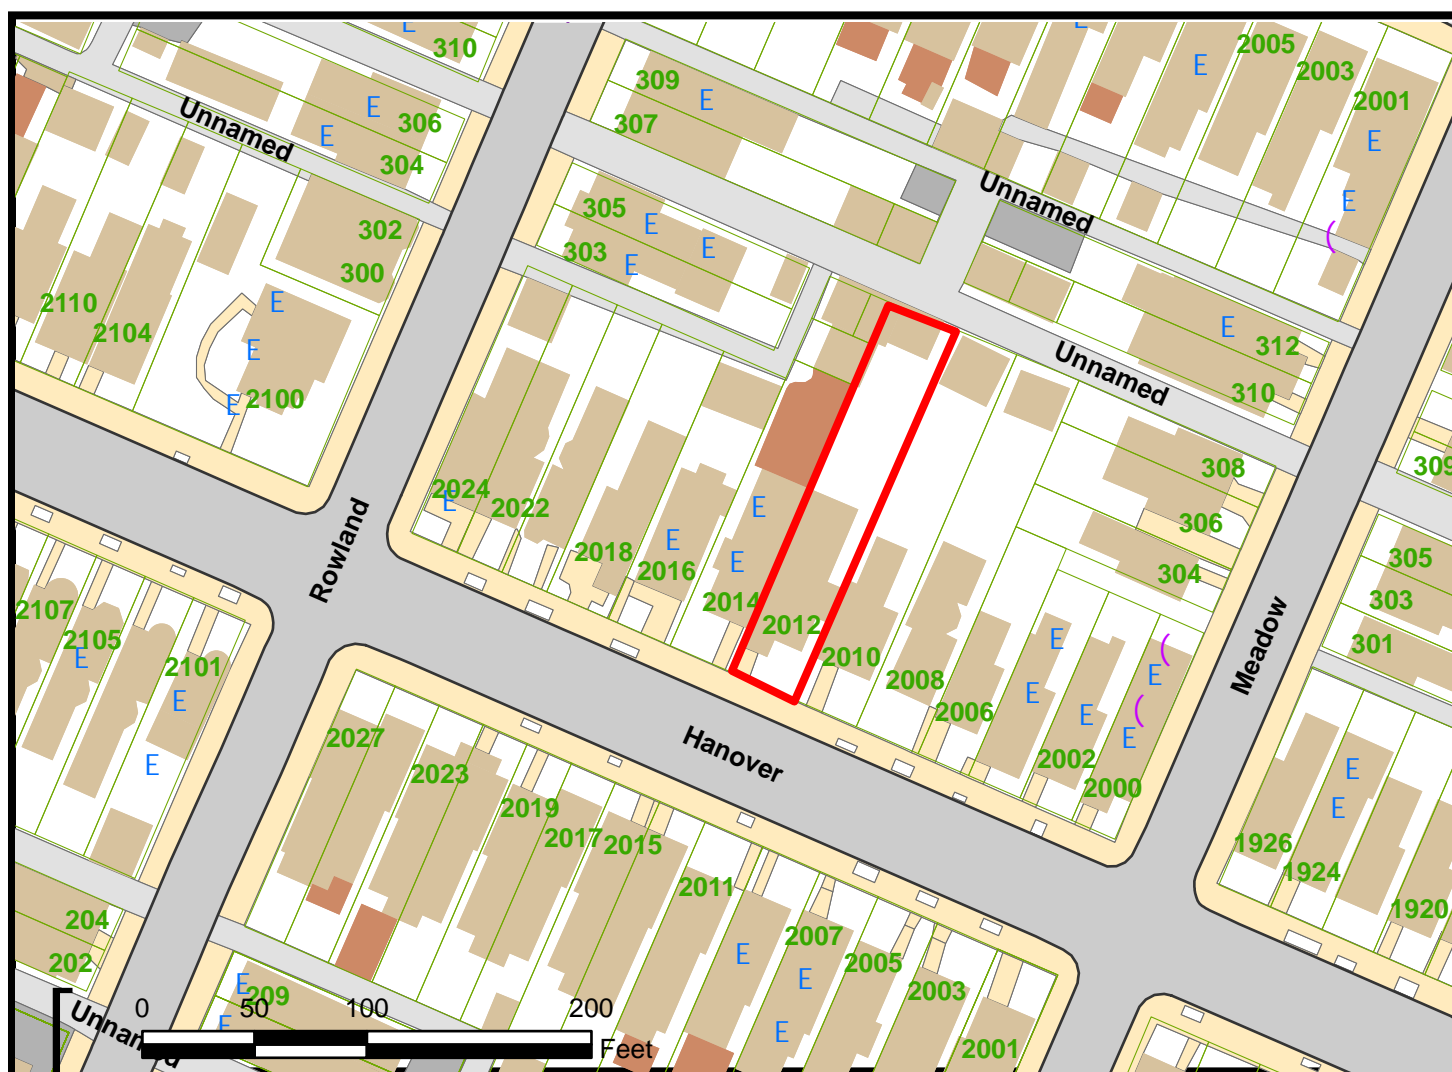 310
2005
2003
2001
E
E
E
309
E
306
304
E
E
307
Unnamed
E
E
Unnamed
305
303
E
E
E
302
300
E
E
E
2110
2104
2100
312
310
E
Unnamed
308
306
304
309
305
303
301
2024
E
2022
2018
2016
E
2014
E
E
2012
2010
2008
2006
E
E
E
E
E
2002
2000
Rowland
Meadow
Hanover
2107
2105
E
2101
E
E
2027
2023
2019
2017
2015
2011
2007
2005
2003
2001
E
E
E
1926
1924
1920
E
E
204
202
209
E
E
Unnamed
0 50 100 200
Feet